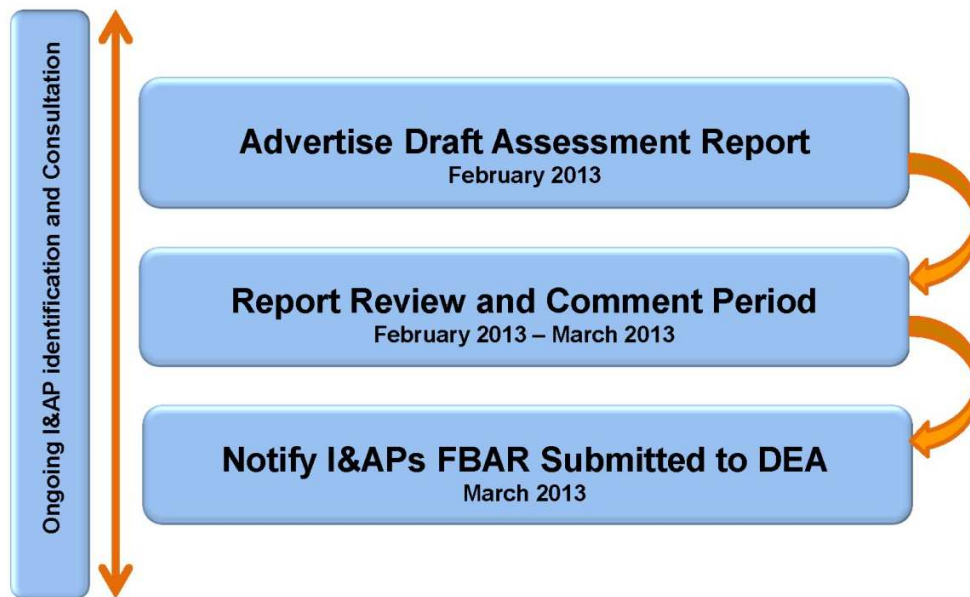 Ongoing I&AP identification and Consultation
Advertise Draft Assessment Report
February 2013
Report Review and Comment Period
February 2013 – March 2013
Notify I&APs FBAR Submitted to DEA
March 2013